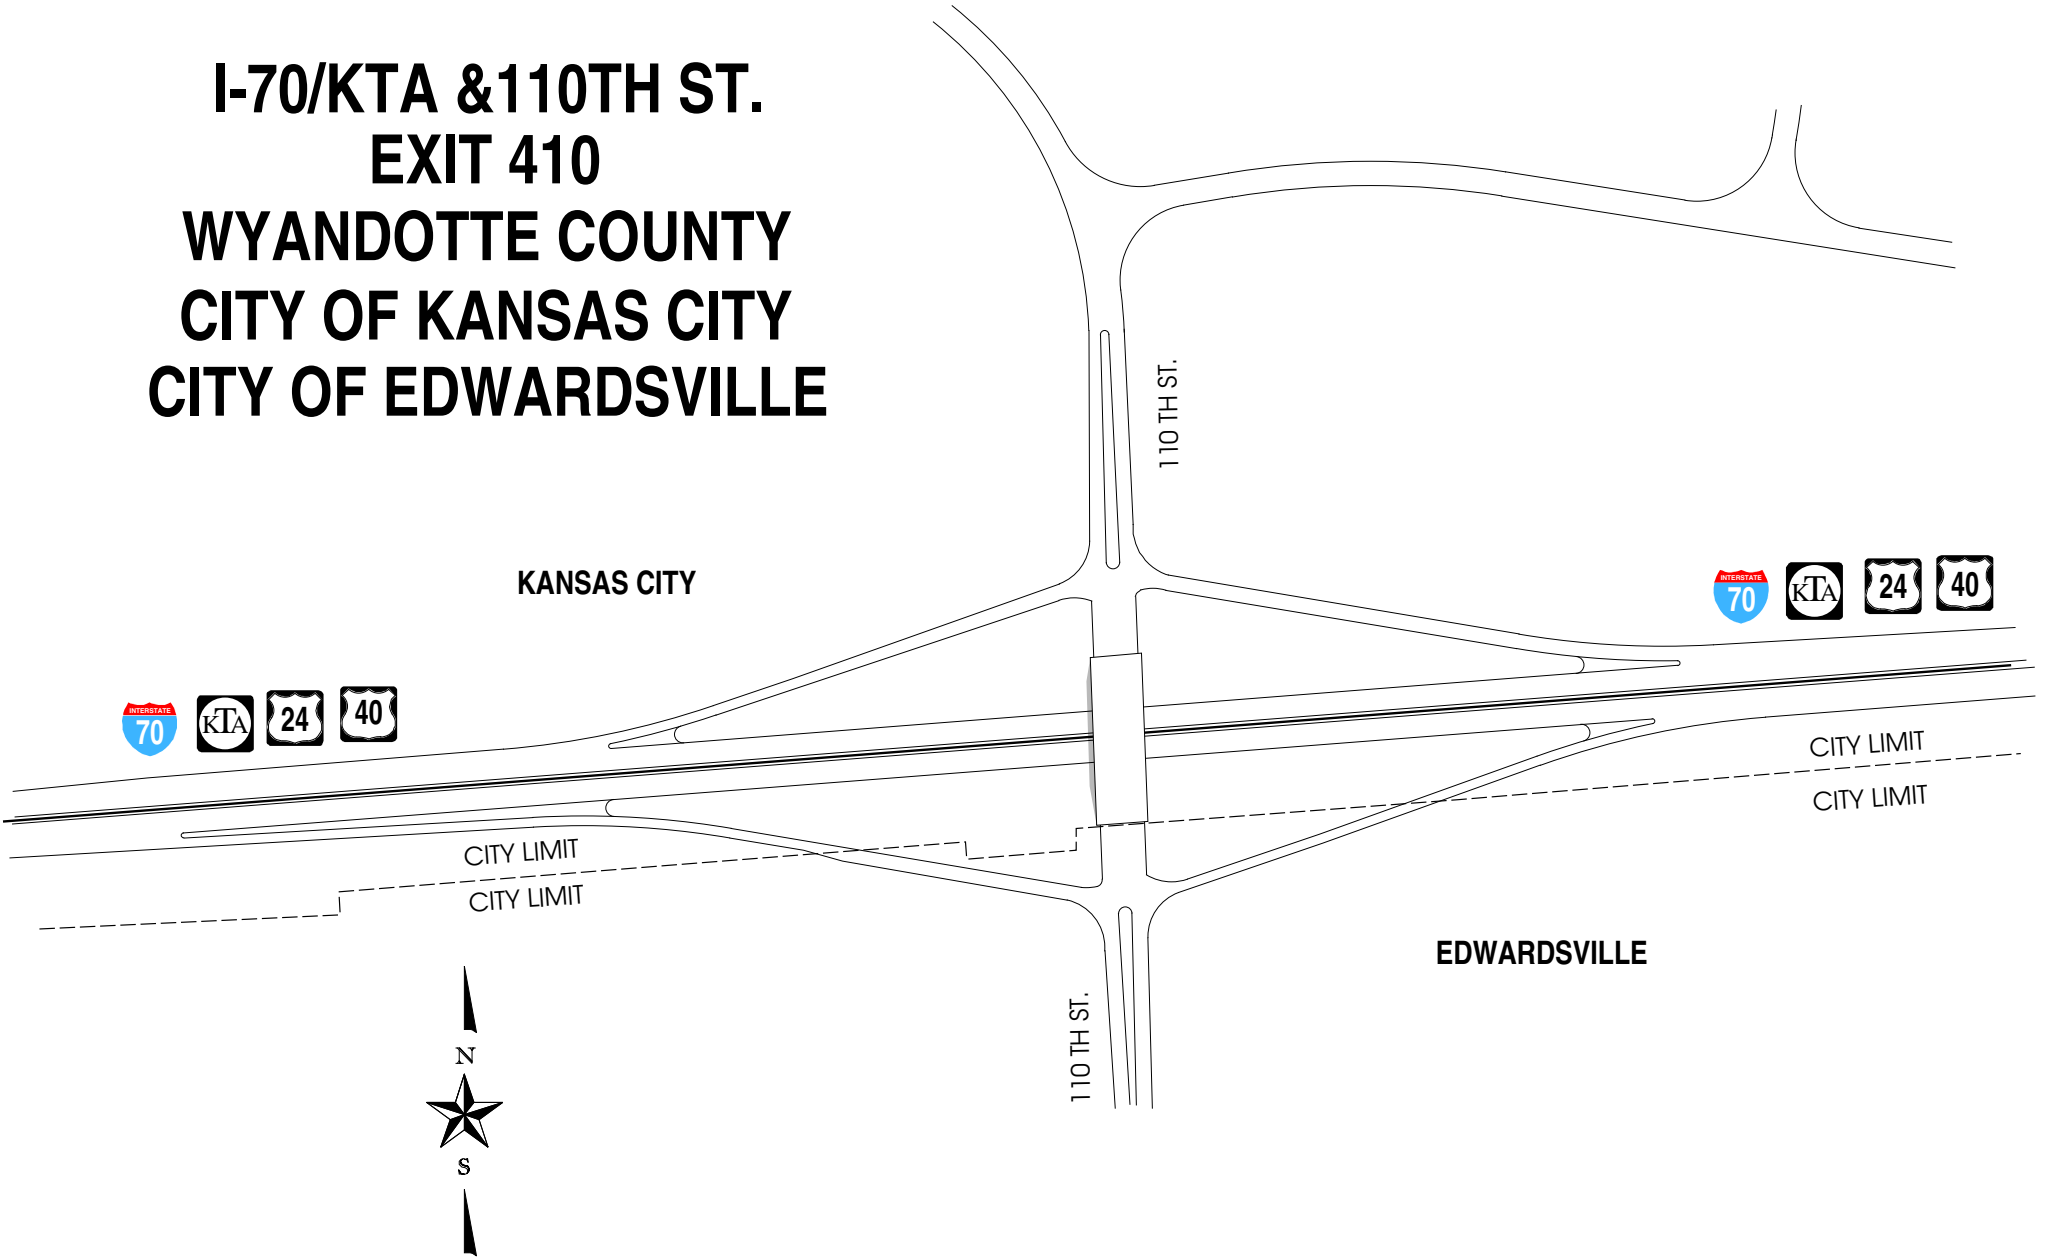 I-70/KTA &110TH ST.
EXIT 410
WYANDOTTE COUNTY
CITY OF KANSAS CITY
CITY OF EDWARDSVILLE
110 TH ST.
KANSAS CITY
INTERSTATE
70
KTA
24
40
INTERSTATE
70
KTA
24
40
CITY LIMIT
CITY LIMIT
CITY LIMIT
CITY LIMIT
EDWARDSVILLE
110 TH ST.
N
S